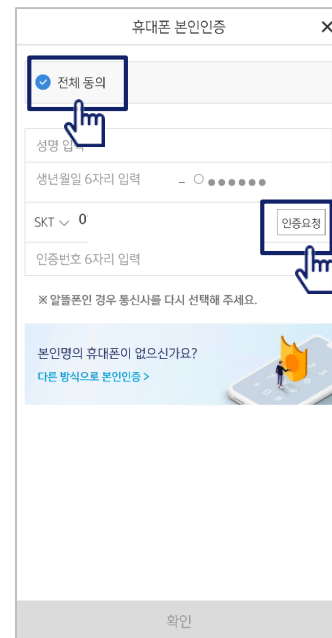 휴대폰 본인인증
전체 동의
성명 입
생년월일 6자리 입력 -
SKT 0
인증요청
인증번호 6자리 입력
※ 알뜰폰인 경우 통신사를 다시 선택해 주세요.
본인명의 휴대폰이 없으신가요?
다른 방식으로 본인인증 >
확인